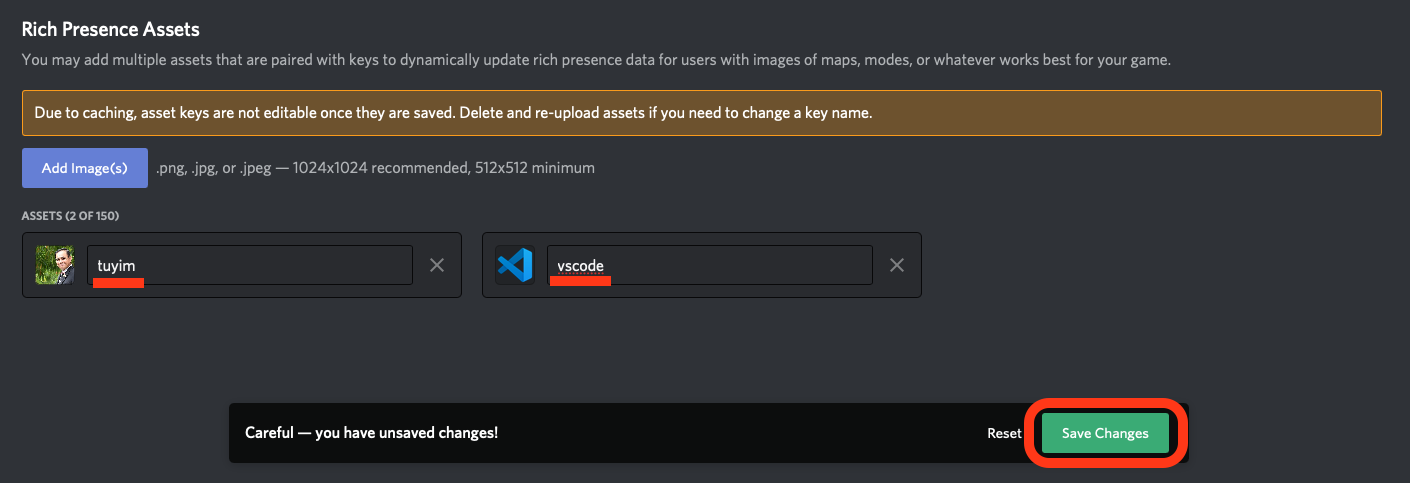 Rich Presence Assets
You may add multiple assets that are paired with keys to dynamically update rich presence data for users with images of maps, modes, or whatever works best for your game.
Due to caching, asset keys are not editable once they are saved. Delete and re-upload assets if you need to change a key name.
Add Image(s) .png, .jpg, or .jpeg — 1024x1024 recommended, 512x512 minimum
ASSETS (2 OF 150)
tuyim vscode
Careful — you have unsaved changes! Reset Save Changes